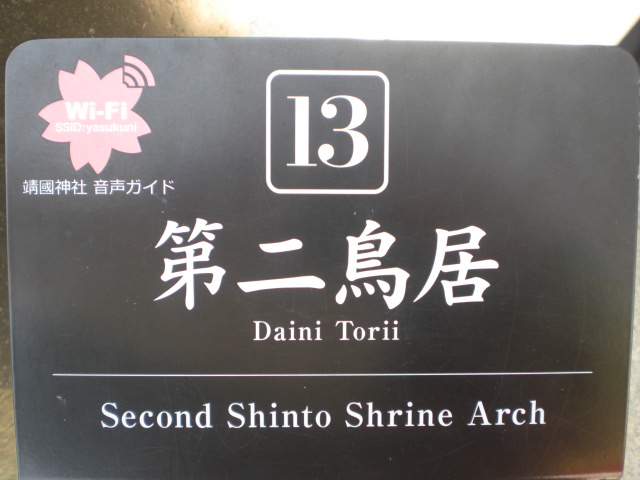 Wi-Fi
SSID:yasukuni
靖國神社 音声ガイド
13
第二鳥居
Daini Torii
Second Shinto Shrine Arch